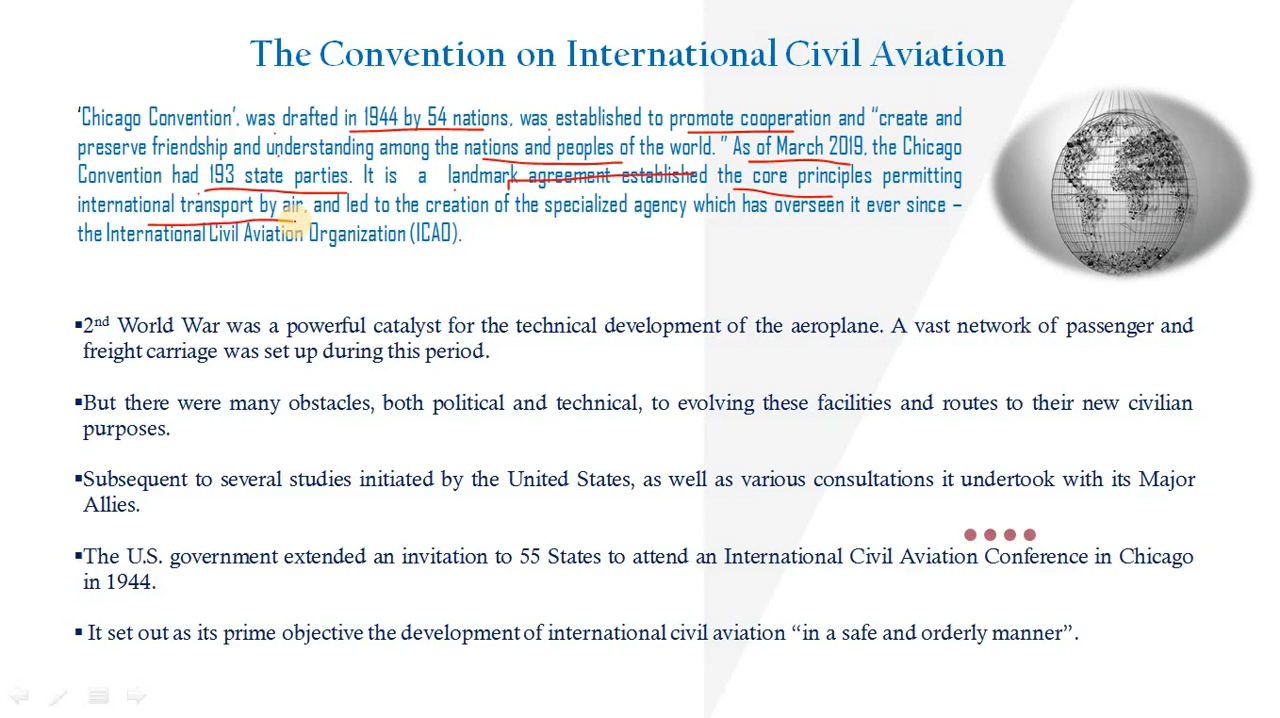 The Convention on International Civil Aviation
‘Chicago Convention’, was drafted in 1944 by 54 nations, was established to promote cooperation and “create and
preserve friendship and understanding among the nations and peoples of the world. ” As of March 2019, the Chicago
Convention had 193 state parties. It is a landmark agreement established the core principles permitting
international transport by air, and led to the creation of the specialized agency which has overseen it ever since –
the International Civil Aviation Organization (ICAO).
▪2nd World War was a powerful catalyst for the technical development of the aeroplane. A vast network of passenger and
freight carriage was set up during this period.
▪But there were many obstacles, both political and technical, to evolving these facilities and routes to their new civilian
purposes.
▪Subsequent to several studies initiated by the United States, as well as various consultations it undertook with its Major
Allies.
▪The U.S. government extended an invitation to 55 States to attend an International Civil Aviation Conference in Chicago
in 1944.
▪ It set out as its prime objective the development of international civil aviation “in a safe and orderly manner”.